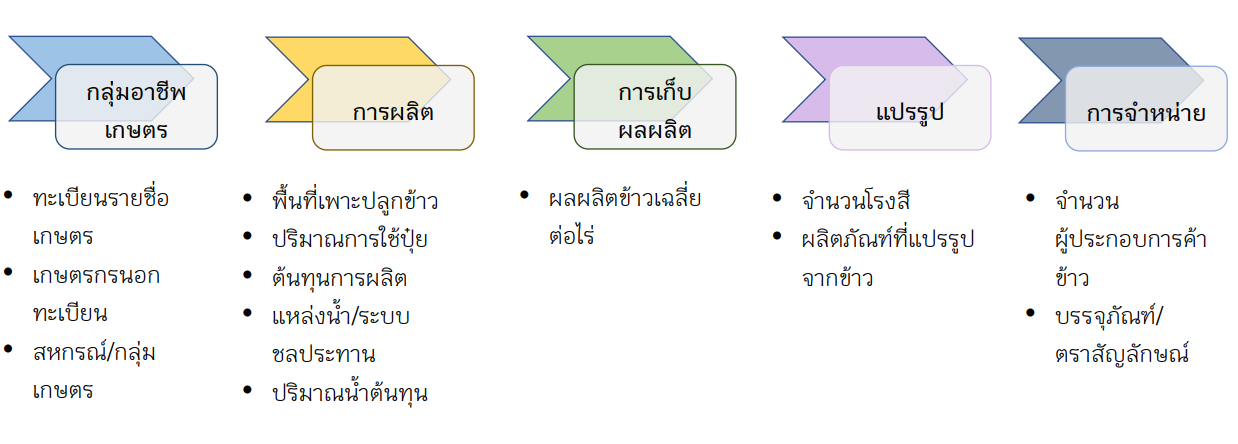 กลุ่มอาชีพ
เกษตร
การผลิต
การเก็บ
ผลผลิต
แปรรูป
การจำหน่าย
• ทะเบียนรายชื่อ
เกษตร
• เกษตรกรนอก
ทะเบียน
• สหกรณ์/กลุ่ม
เกษตร
• พื้นที่เพาะปลูกข้าว
• ปริมาณการใช้ปุ๋ย
• ต้นทุนการผลิต
• แหล่งน้ำ/ระบบ
ชลประทาน
• ปริมาณน้ำต้นทุน
• ผลผลิตข้าวเฉลี่ย
ต่อไร่
• จำนวนโรงสี
• ผลิตภัณฑ์ที่แปรรูป
จากข้าว
• จำนวน
ผู้ประกอบการค้า
ข้าว
• บรรจุภัณฑ์/
ตราสัญลักษณ์